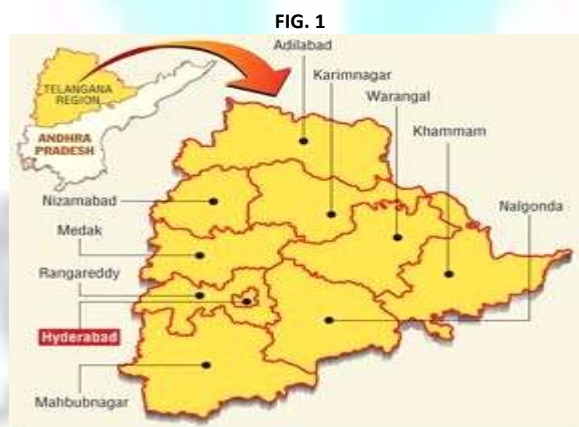 FIG. 1
Adilabad
Karimnagar
Warangal
Khammam
Nalgonda
TELANGANA
REGION
ANDHRA
PRADESH
Nizamabad
Medak
Rangareddy
Hyderabad
Mahbubnagar